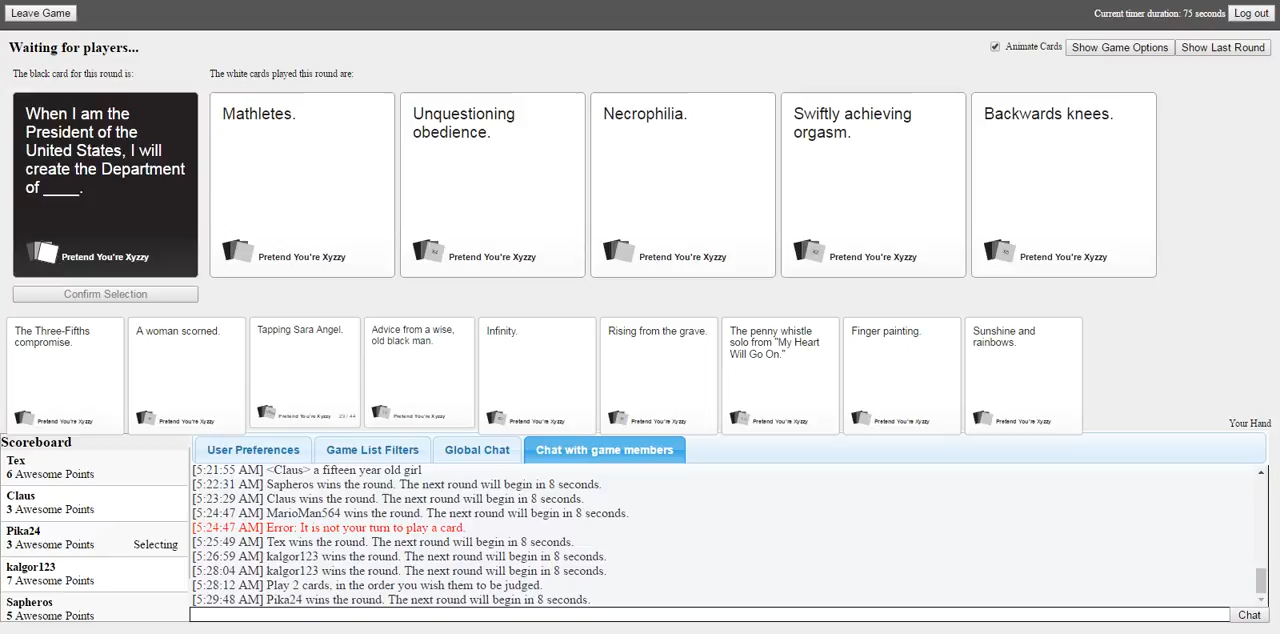 Leave Game
Current timer duration: 75 seconds
Log out
Waiting for players...
Animate Cards
Show Game Options
Show Last Round
The black card for this round is:
The white cards played this round are:
When I am the
President of the
United States, I will
create the Department
of ____.
Pretend You're Xyzzy
Mathletes.
Pretend You're Xyzzy
Unquestioning
obedience.
Pretend You're Xyzzy
Necrophilia.
Pretend You're Xyzzy
Swiftly achieving
orgasm.
Pretend You're Xyzzy
Backwards knees.
Pretend You're Xyzzy
Confirm Selection
The Three-Fifths
compromise.
Pretend You're Xyzzy
A woman scorned.
Pretend You're Xyzzy
Tapping Sara Angel.
Pretend You're Xyzzy
Advice from a wise,
old black man.
Pretend You're Xyzzy
Infinity.
Pretend You're Xyzzy
Rising from the grave.
Pretend You're Xyzzy
The penny whistle
solo from "My Heart
Will Go On."
Pretend You're Xyzzy
Finger painting.
Pretend You're Xyzzy
Sunshine and
rainbows.
Pretend You're Xyzzy
Your Hand
Scoreboard
Tex
6 Awesome Points
Claus
3 Awesome Points
Pika24
3 Awesome Points
Selecting
kalgor123
7 Awesome Points
Sapheros
5 Awesome Points
User Preferences
Game List Filters
Global Chat
Chat with game members
[5:21:55 AM] <Claus> a fifteen year old girl
[5:22:31 AM] Sapheros wins the round. The next round will begin in 8 seconds.
[5:23:29 AM] Claus wins the round. The next round will begin in 8 seconds.
[5:24:47 AM] MarioMan564 wins the round. The next round will begin in 8 seconds.
[5:24:47 AM] Error: It is not your turn to play a card.
[5:25:49 AM] Tex wins the round. The next round will begin in 8 seconds.
[5:26:59 AM] kalgor123 wins the round. The next round will begin in 8 seconds.
[5:28:04 AM] kalgor123 wins the round. The next round will begin in 8 seconds.
[5:28:12 AM] Play 2 cards, in the order you wish them to be judged.
[5:29:48 AM] Pika24 wins the round. The next round will begin in 8 seconds.
Chat